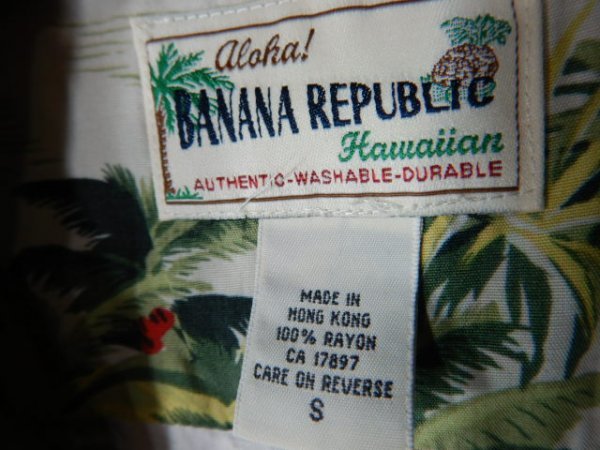 Aloha!
BANANA REPUBLIC
Hawaiian
AUTHENTIC-WASHABLE-DURABLE
MADE IN
HONG KONG
100% RAYON
CA 17897
CARE ON REVERSE
S